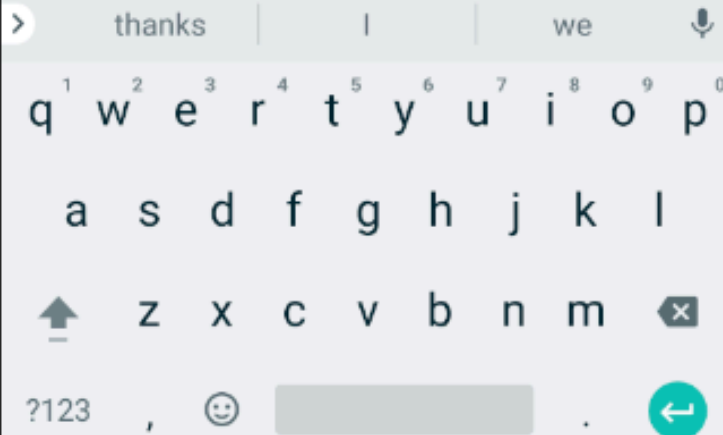 thanks I we
1 2 3 4 5 6 7 8 9 0
q w e r t y u i o p
a s d f g h j k l
z x c v b n m
?123 , .